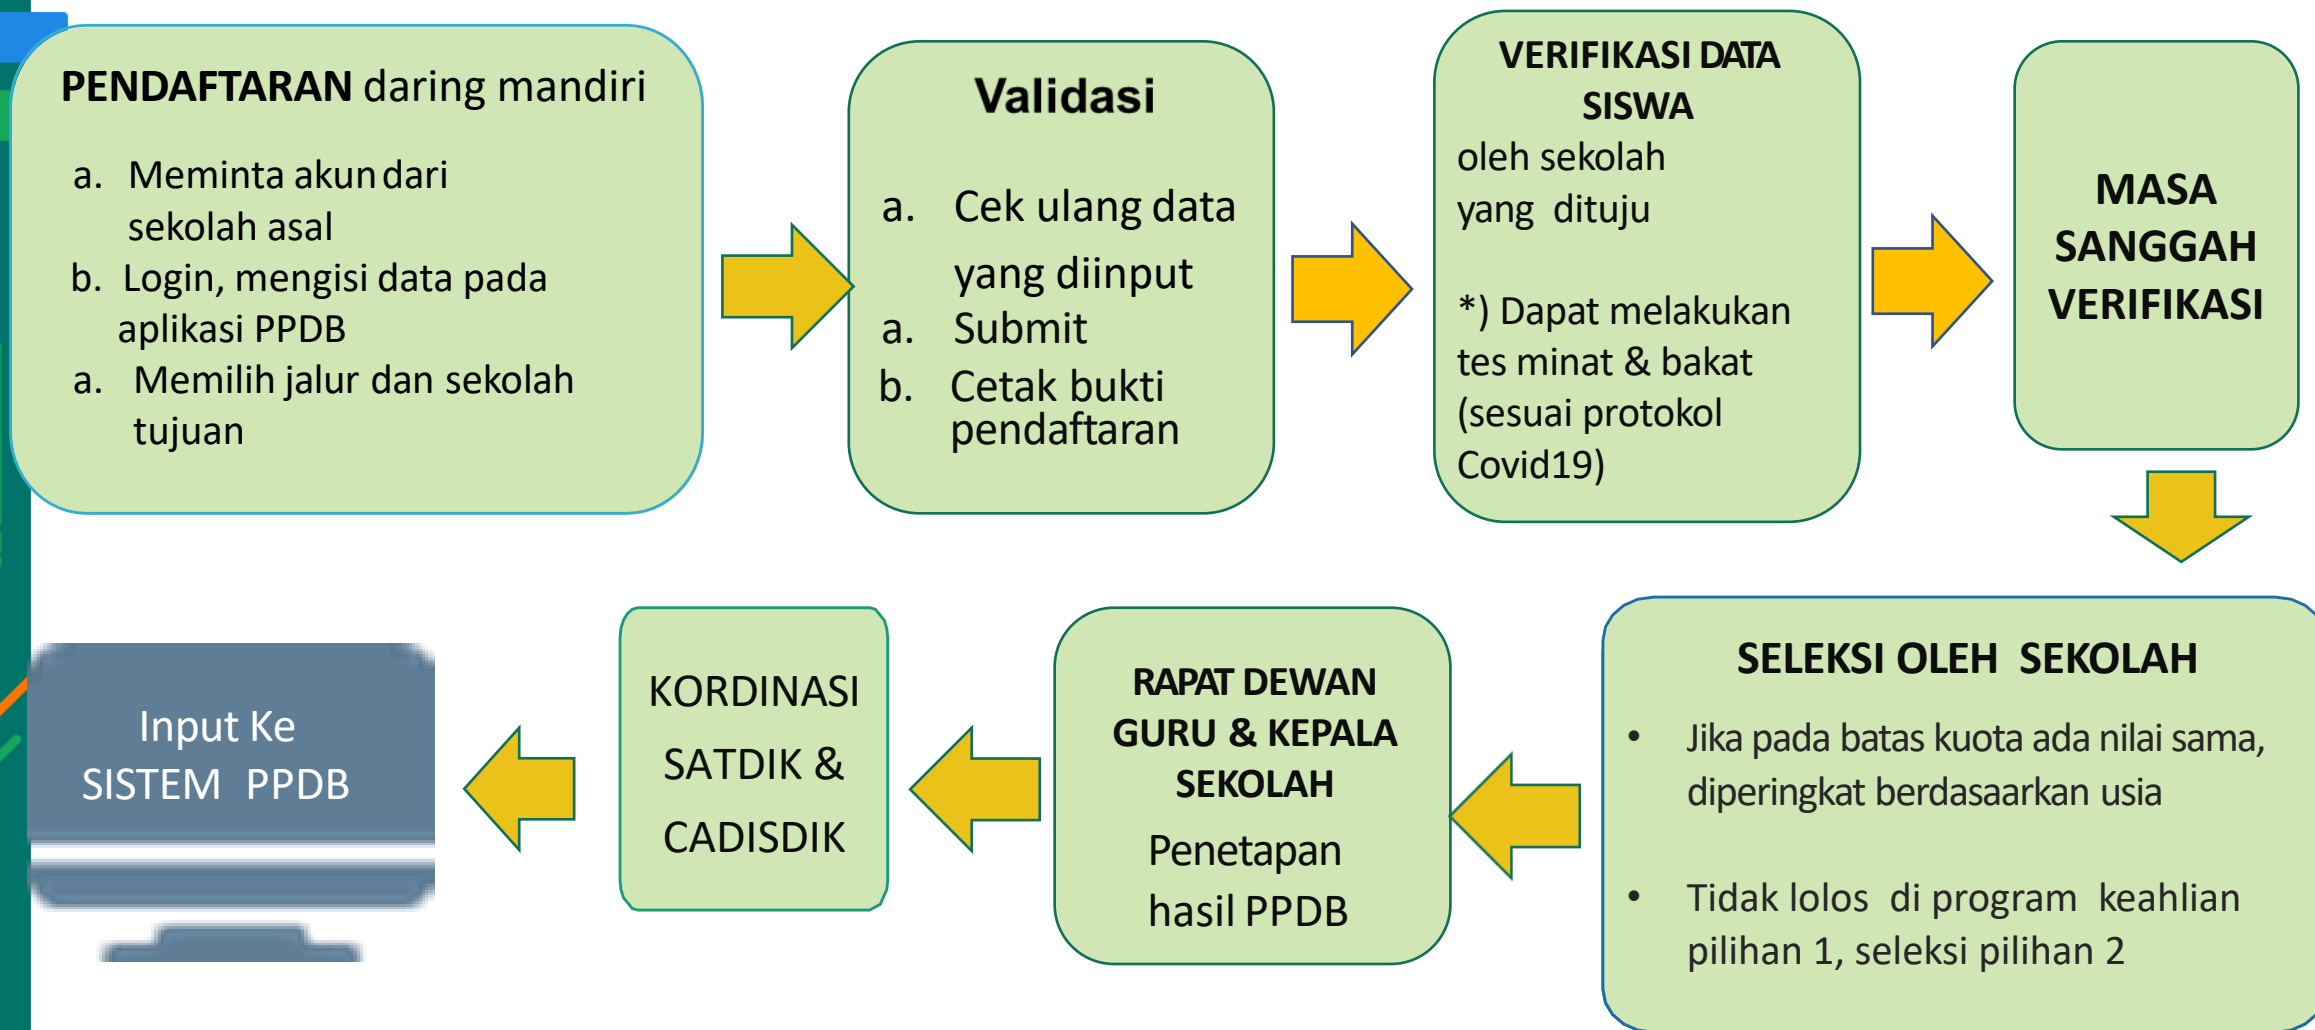 PENDAFTARAN daring mandiri
a. Meminta akun dari
sekolah asal
b. Login, mengisi data pada
aplikasi PPDB
a. Memilih jalur dan sekolah
tujuan
Validasi
a. Cek ulang data
yang diinput
a. Submit
b. Cetak bukti
pendaftaran
VERIFIKASI DATA
SISWA
oleh sekolah
yang dituju
*) Dapat melakukan
tes minat & bakat
(sesuai protokol
Covid19)
MASA
SANGGAH
VERIFIKASI
SELEKSI OLEH SEKOLAH
• Jika pada batas kuota ada nilai sama,
diperingkat berdasaarkan usia
• Tidak lolos di program keahlian
pilihan 1, seleksi pilihan 2
RAPAT DEWAN
GURU & KEPALA
SEKOLAH
Penetapan
hasil PPDB
KORDINASI
SATDIK &
CADISDIK
Input Ke
SISTEM PPDB